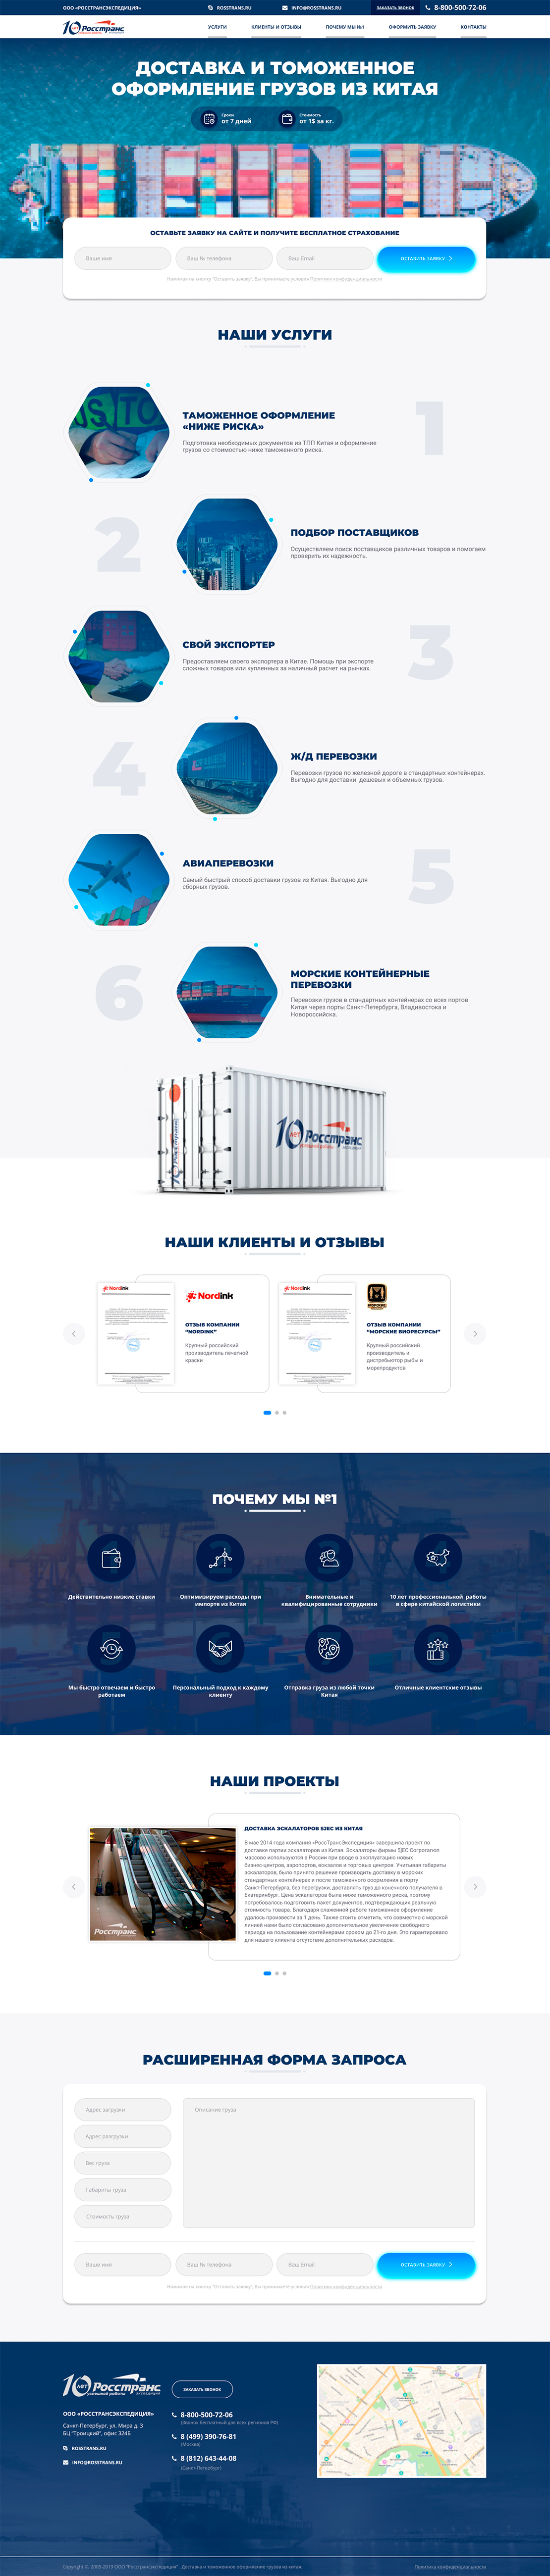 ООО «РОССТРАНСЭКСПЕДИЦИЯ»
ROSSTRANS.RU
INFO@ROSSTRANS.RU
ЗАКАЗАТЬ ЗВОНОК
8-800-500-72-06
10 лет Росстранс
УСЛУГИ
КЛИЕНТЫ И ОТЗЫВЫ
ПОЧЕМУ МЫ №1
ОФОРМИТЬ ЗАЯВКУ
КОНТАКТЫ
ДОСТАВКА И ТОМОЖЕННОЕ
ОФОРМЛЕНИЕ ГРУЗОВ ИЗ КИТАЯ
Сроки
от 7 дней
Стоимость
от 1$ за кг.
ОСТАВЬТЕ ЗАЯВКУ НА САЙТЕ И ПОЛУЧИТЕ БЕСПЛАТНОЕ СТРАХОВАНИЕ
Ваше имя
Ваш № телефона
Ваш Email
ОСТАВИТЬ ЗАЯВКУ
Нажимая на кнопку "Оставить заявку", Вы принимаете условия Политики конфиденциальности
НАШИ УСЛУГИ
ТАМОЖЕННОЕ ОФОРМЛЕНИЕ
«НИЖЕ РИСКА»
Подготовка необходимых документов из ТПП Китая и оформление
грузов со стоимостью ниже таможенного риска.
1
2
ПОДБОР ПОСТАВЩИКОВ
Осуществляем поиск поставщиков различных товаров и помогаем
проверить их надежность.
СВОЙ ЭКСПОРТЕР
Предоставляем своего экспортера в Китае. Помощь при экспорте
сложных товаров или купленных за наличный расчет на рынках.
3
4
Ж/Д ПЕРЕВОЗКИ
Перевозки грузов по железной дороге в стандартных контейнерах.
Выгодно для доставки дешевых и объемных грузов.
АВИАПЕРЕВОЗКИ
Самый быстрый способ доставки грузов из Китая. Выгодно для
сборных грузов.
5
6
МОРСКИЕ КОНТЕЙНЕРНЫЕ
ПЕРЕВОЗКИ
Перевозки грузов в стандартных контейнерах со всех портов
Китая через порты Санкт-Петербурга, Владивостока и
Новороссийска.
10 лет Росстранс
НАШИ КЛИЕНТЫ И ОТЗЫВЫ
Nordink
Nordink
ОТЗЫВ КОМПАНИИ
"NORDINK"
Крупный российский
производитель печатной
краски
Nordink
ОТЗЫВ КОМПАНИИ
"МОРСКИЕ БИОРЕСУРСЫ"
Крупный российский
производитель и
дистребьютор рыбы и
морепродуктов
ПОЧЕМУ МЫ №1
Действительно низкие ставки
Оптимизируем расходы при
импорте из Китая
Внимательные и
квалифицированные сотрудники
10 лет профессиональной работы
в сфере китайской логистики
Мы быстро отвечаем и быстро
работаем
Персональный подход к каждому
клиенту
Отправка груза из любой точки
Китая
Отличные клиентские отзывы
НАШИ ПРОЕКТЫ
ДОСТАВКА ЭСКАЛАТОРОВ SJEC ИЗ КИТАЯ
В мае 2014 года компания «РоссТрансЭкспедиция» завершила проект по
доставке партии эскалаторов из Китая. Эскалаторы фирмы SJEC Corporarion
массово используются в России при вводе в эксплуатацию новых
бизнес-центров, аэропортов, вокзалов и торговых центров. Учитывая габариты
эскалаторов, было принято решение производить доставку в морских
стандартных контейнерах и после таможенного оформления в порту
Санкт-Петербурга, без перегрузки, доставлять груз до конечного получателя в
Екатеринбург. Цена эскалаторов была ниже таможенного риска, поэтому
потребовалось подготовить пакет документов, подтверждающих реальную
стоимость товара. Благодаря слаженной работе таможенное оформление
удалось произвести за 1 день. Также стоить отметить, что совместно с морской
линией нами было согласовано дополнительное увеличение свободного
периода на пользование контейнерами сроком до 21-го дня. Это гарантировало
для нашего клиента отсутствие дополнительных расходов.
Росстранс
РАСШИРЕННАЯ ФОРМА ЗАПРОСА
Адрес загрузки
Адрес разгрузки
Вес груза
Габариты груза
Стоимость груза
Описание груза
Ваше имя
Ваш № телефона
Ваш Email
ОСТАВИТЬ ЗАЯВКУ
Нажимая на кнопку "Оставить заявку", Вы принимаете условия Политики конфиденциальности
10 лет Росстранс
успешной работы экспедиция
ООО «РОССТРАНСЭКСПЕДИЦИЯ»
Санкт-Петербург, ул. Мира д. 3
БЦ "Троицкий", офис 324Б
ROSSTRANS.RU
INFO@ROSSTRANS.RU
ЗАКАЗАТЬ ЗВОНОК
8-800-500-72-06
(Звонок бесплатный для всех регионов РФ)
8 (499) 390-76-81
(Москва)
8 (812) 643-44-08
(Санкт-Петербург)
Copyright ©, 2005-2019 ООО "Росстрансэкспедиция" . Доставка и томоженное оформление грузов из китая.
Политика конфиденциальности